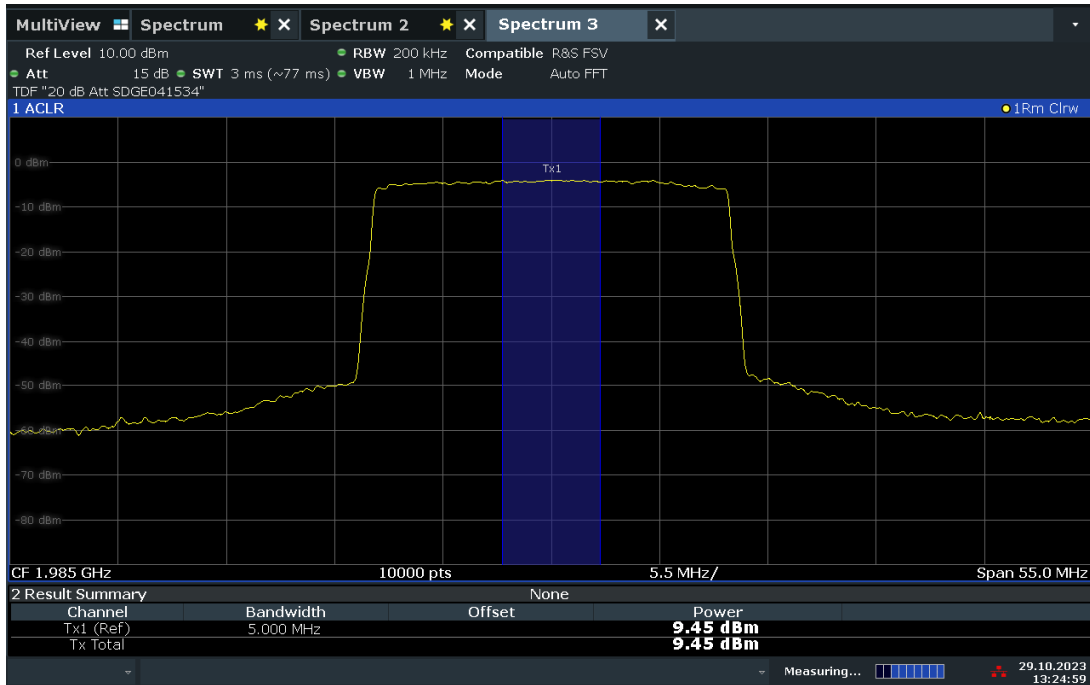 MultiView Spectrum Spectrum 2 Spectrum 3
Ref Level 10.00 dBm RBW 200 kHz Compatible R&S FSV
Att 15 dB SWT 3 ms (~77 ms) VBW 1 MHz Mode Auto FFT
TDF "20 dB Att SDGE041534"
1 ACLR 1Rm Clrw
0 dBm
Tx1
-10 dBm
-20 dBm
-30 dBm
-40 dBm
-50 dBm
-60 dBm
-70 dBm
-80 dBm
CF 1.985 GHz 10000 pts 5.5 MHz/ Span 55.0 MHz
2 Result Summary None
Channel Bandwidth Offset Power
Tx1 (Ref) 5.000 MHz 9.45 dBm
Tx Total 9.45 dBm
Measuring... 29.10.2023
13:24:59